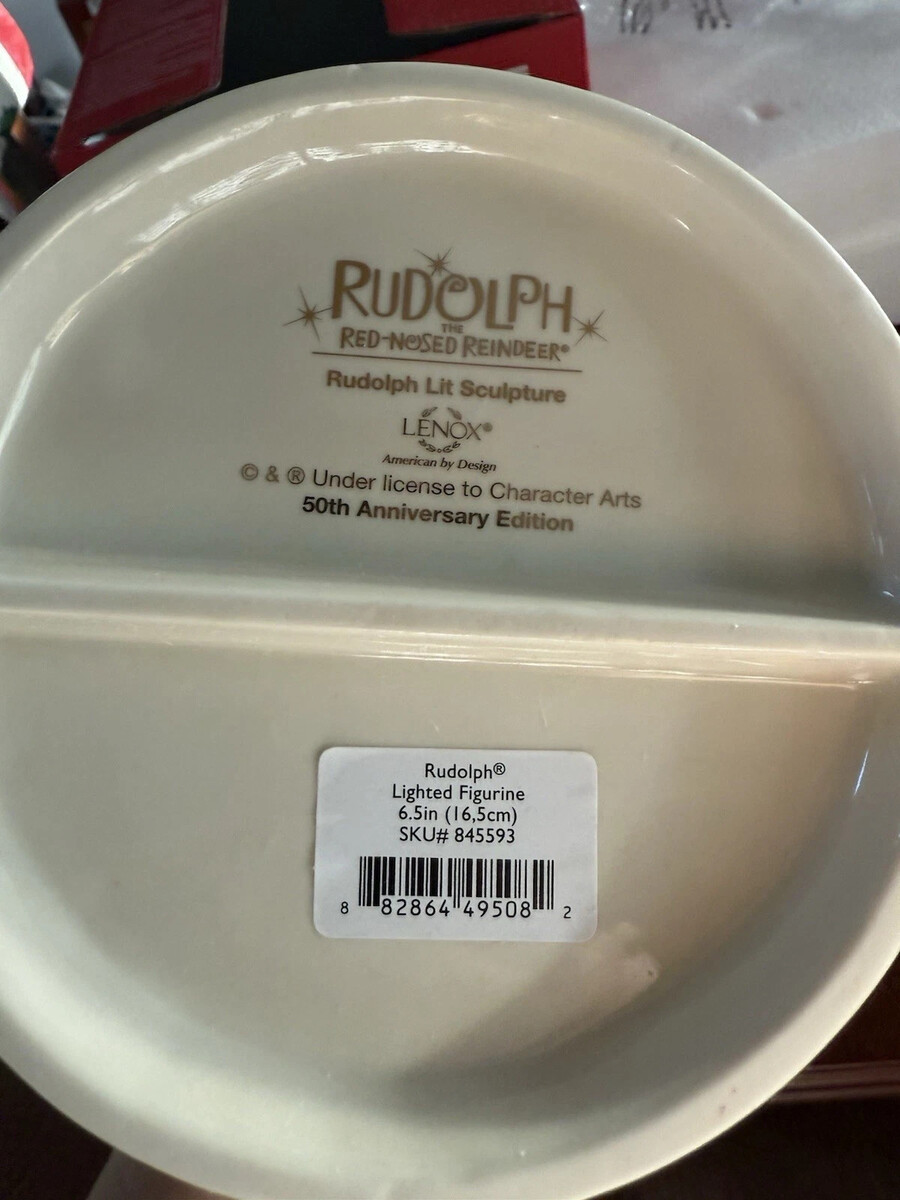 RUDOLPH
THE
RED-NOSED REINDEER®
Rudolph Lit Sculpture
LENOX®
American by Design
© & ® Under license to Character Arts
50th Anniversary Edition
Rudolph®
Lighted Figurine
6.5in (16,5cm)
SKU# 845593
8 82864 49508 2